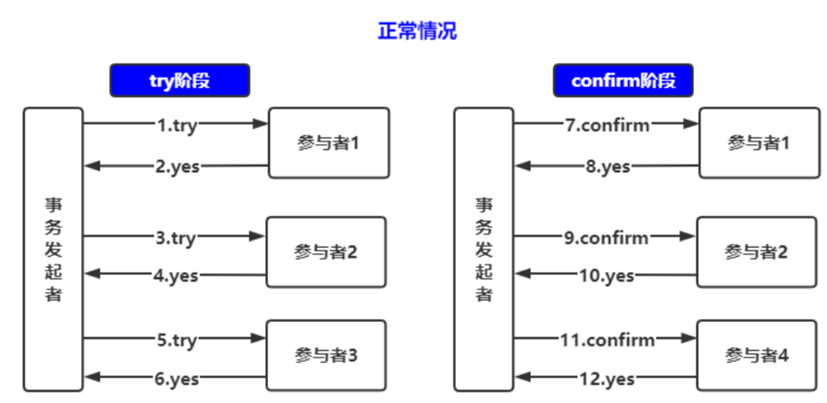 正常情况
try阶段
事务发起者
1.try
参与者1
2.yes
3.try
参与者2
4.yes
5.try
参与者3
6.yes
confirm阶段
事务发起者
7.confirm
参与者1
8.yes
9.confirm
参与者2
10.yes
11.confirm
参与者4
12.yes